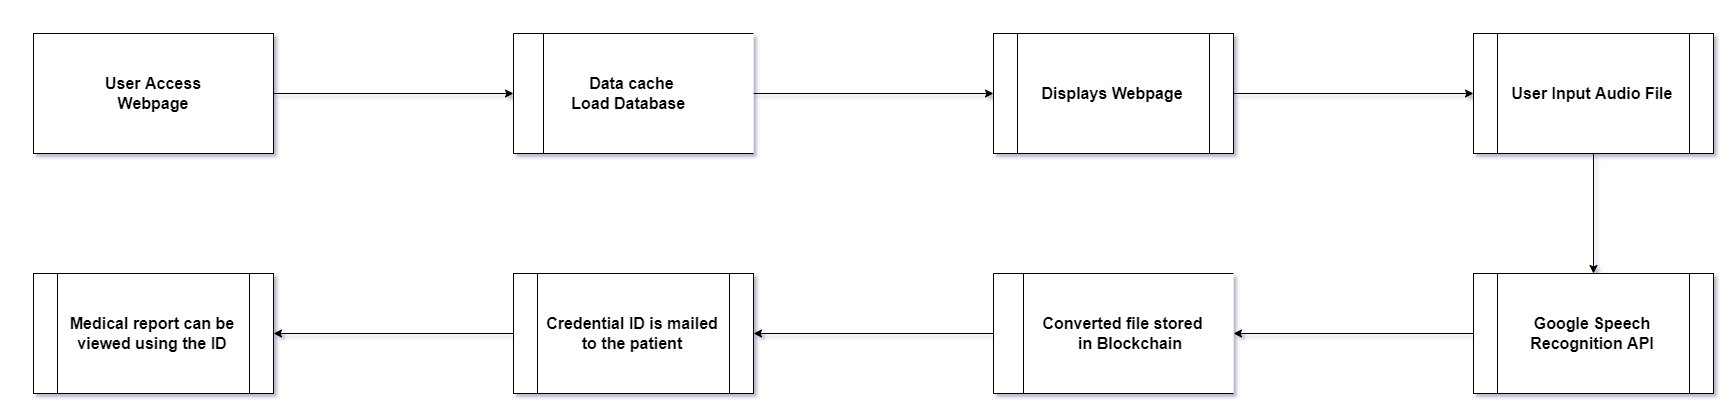 User Access
Webpage
Data cache
Load Database
Displays Webpage
User Input Audio File
Medical report can be
viewed using the ID
Credential ID is mailed
to the patient
Converted file stored
in Blockchain
Google Speech
Recognition API